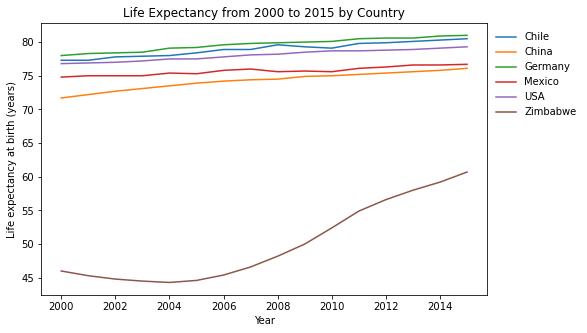 Life Expectancy from 2000 to 2015 by Country
Life expectancy at birth (years)
80
75
70
65
60
55
50
45
2000 2002 2004 2006 2008 2010 2012 2014
Year
Chile
China
Germany
Mexico
USA
Zimbabwe